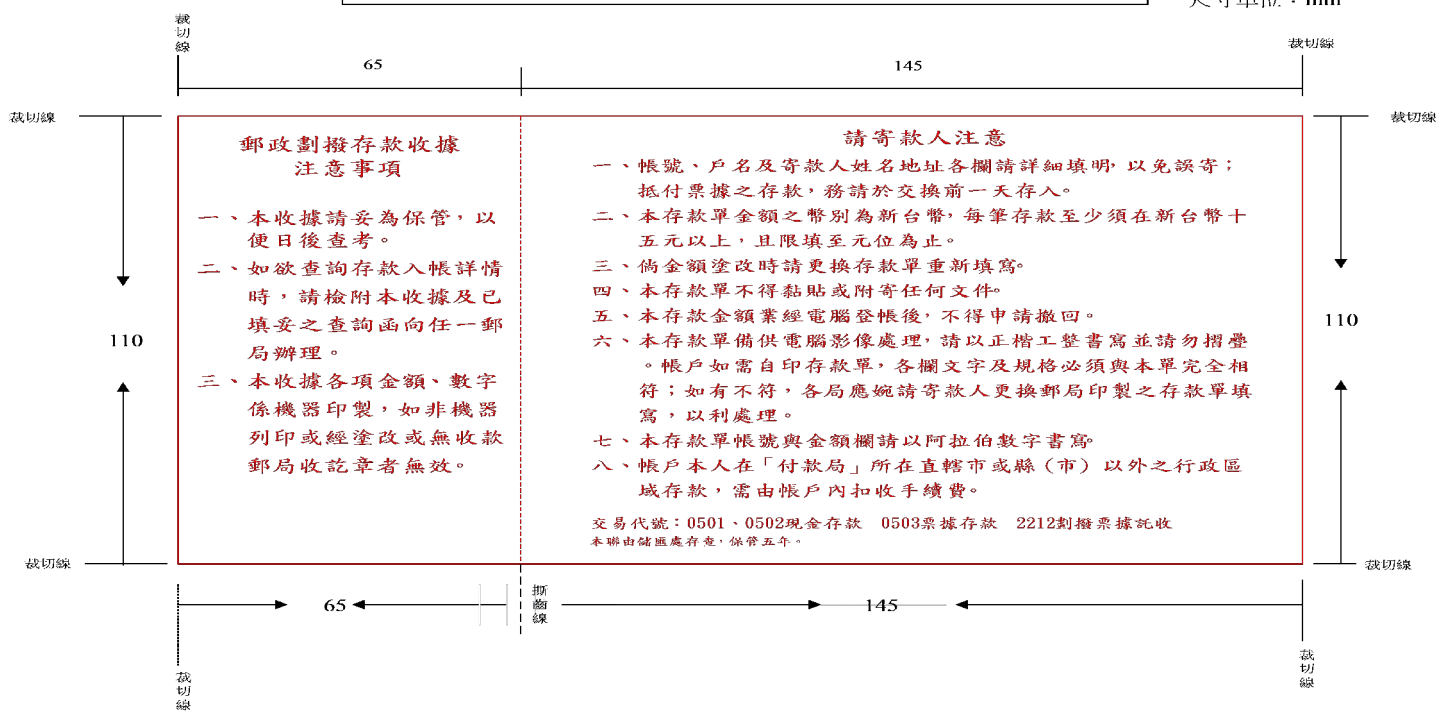 尺寸單位：mm
裁切線
裁切線
65
145
裁切線
裁切線
郵政劃撥存款收據
注意事項
一、本收據請妥為保管，以
便日後查考。
二、如欲查詢存款入帳詳情
時，請檢附本收據及已
填妥之查詢函向任一郵
局辦理。
三、本收據各項金額、數字
係機器印製，如非機器
列印或經塗改或無收款
郵局收訖章者無效。
請寄款人注意
一、帳號、戶名及寄款人姓名地址各欄請詳細填明，以免誤寄；
抵付票據之存款，務請於交換前一天存入。
二、本存款單金額之幣別為新台幣，每筆存款至少須在新台幣十
五元以上，且限填至元位為止。
三、倘金額塗改時請更換存款單重新填寫。
四、本存款單不得黏貼或附寄任何文件。
五、本存款金額業經電腦登帳後，不得申請撤回。
六、本存款單備供電腦影像處理，請以正楷工整書寫並請勿摺疊
。帳戶如需自印存款單，各欄文字及規格必須與本單完全相
符；如有不符，各局應婉請寄款人更換郵局印製之存款單填
寫，以利處理。
七、本存款單帳號與金額欄請以阿拉伯數字書寫。
八、帳戶本人在「付款局」所在直轄市或縣（市）以外之行政區
域存款，需由帳戶內扣收手續費。
交易代號：0501、0502現金存款　0503票據存款　2212劃撥票據託收
本聯由儲匯處存查，保管五年。
110
110
裁切線
裁切線
65
撕齒線
145
裁切線
裁切線